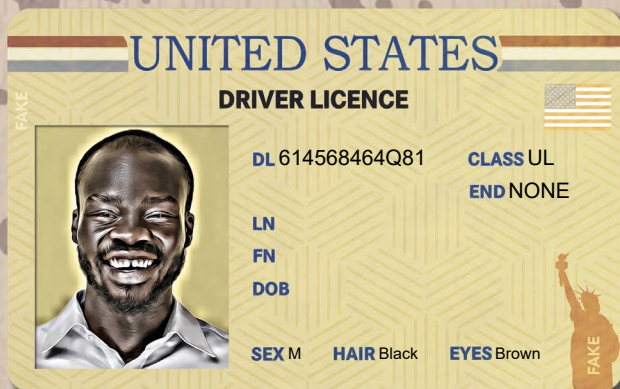 UNITED STATES
DRIVER LICENCE
FAKE
DL 614568464Q81 CLASS UL
END NONE
LN
FN
DOB
SEX M HAIR Black EYES Brown
FAKE